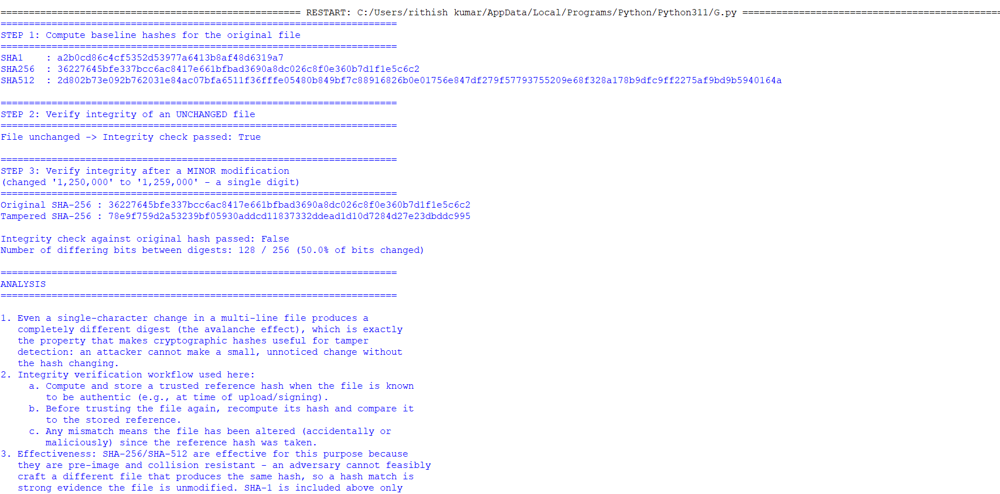 ===================================================== RESTART: C:/Users/rithish kumar/AppData/Local/Programs/Python/Python311/G.py ==============================================
======================================================================
STEP 1: Compute baseline hashes for the original file
======================================================================
SHA1    : a2b0cd86c4cf5352d53977a6413b8af48d6319a7
SHA256  : 36227645bfe337bcc6ac8417e661bfbad3690a8dc026c8f0e360b7d1f1e5c6c2
SHA512  : 2d802b73e092b762031e84ac07bfa6511f36fffe05480b849bf7c88916826b0e01756e847df279f57793755209e68f328a178b9dfc9ff2275af9bd9b5940164a
======================================================================
STEP 2: Verify integrity of an UNCHANGED file
======================================================================
File unchanged -> Integrity check passed: True
======================================================================
STEP 3: Verify integrity after a MINOR modification
(changed '1,250,000' to '1,259,000' - a single digit)
======================================================================
Original SHA-256 : 36227645bfe337bcc6ac8417e661bfbad3690a8dc026c8f0e360b7d1f1e5c6c2
Tampered SHA-256 : 78e9f759d2a53239bf05930addcd11837332ddead1d10d7284d27e23dbddc995
Integrity check against original hash passed: False
Number of differing bits between digests: 128 / 256 (50.0% of bits changed)
======================================================================
ANALYSIS
======================================================================
1. Even a single-character change in a multi-line file produces a
   completely different digest (the avalanche effect), which is exactly
   the property that makes cryptographic hashes useful for tamper
   detection: an attacker cannot make a small, unnoticed change without
   the hash changing.
2. Integrity verification workflow used here:
     a. Compute and store a trusted reference hash when the file is known
        to be authentic (e.g., at time of upload/signing).
     b. Before trusting the file again, recompute its hash and compare it
        to the stored reference.
     c. Any mismatch means the file has been altered (accidentally or
        maliciously) since the reference hash was taken.
3. Effectiveness: SHA-256/SHA-512 are effective for this purpose because
   they are pre-image and collision resistant - an adversary cannot feasibly
   craft a different file that produces the same hash, so a hash match is
   strong evidence the file is unmodified. SHA-1 is included above only